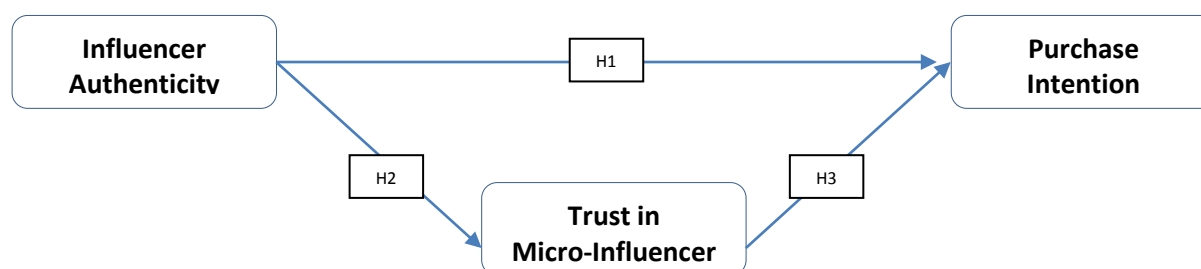 Influencer
Authenticity
H1
Purchase
Intention
H2
H3
Trust in
Micro-Influencer